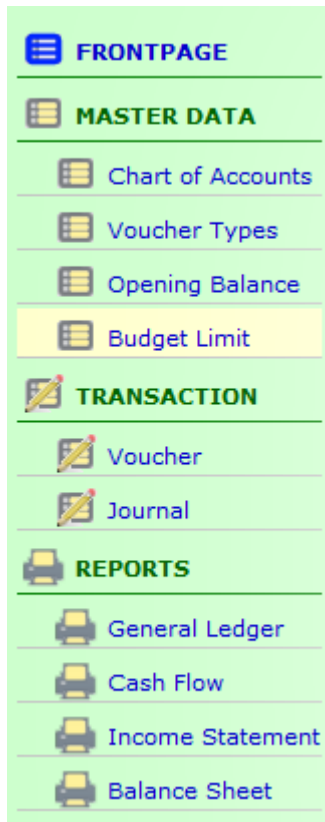 FRONTPAGE
MASTER DATA
Chart of Accounts
Voucher Types
Opening Balance
Budget Limit
TRANSACTION
Voucher
Journal
REPORTS
General Ledger
Cash Flow
Income Statement
Balance Sheet